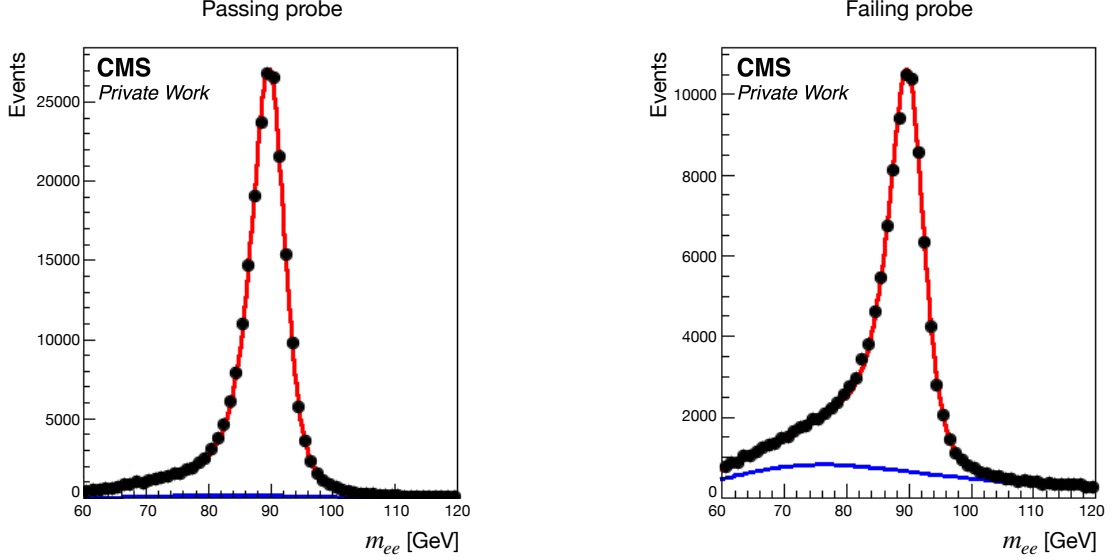 Passing probe
Failing probe
Events
CMS
Private Work
25000
20000
15000
10000
5000
0
60
70
80
90
100
110
120
m_ee [GeV]
Events
CMS
Private Work
10000
8000
6000
4000
2000
0
60
70
80
90
100
110
120
m_ee [GeV]